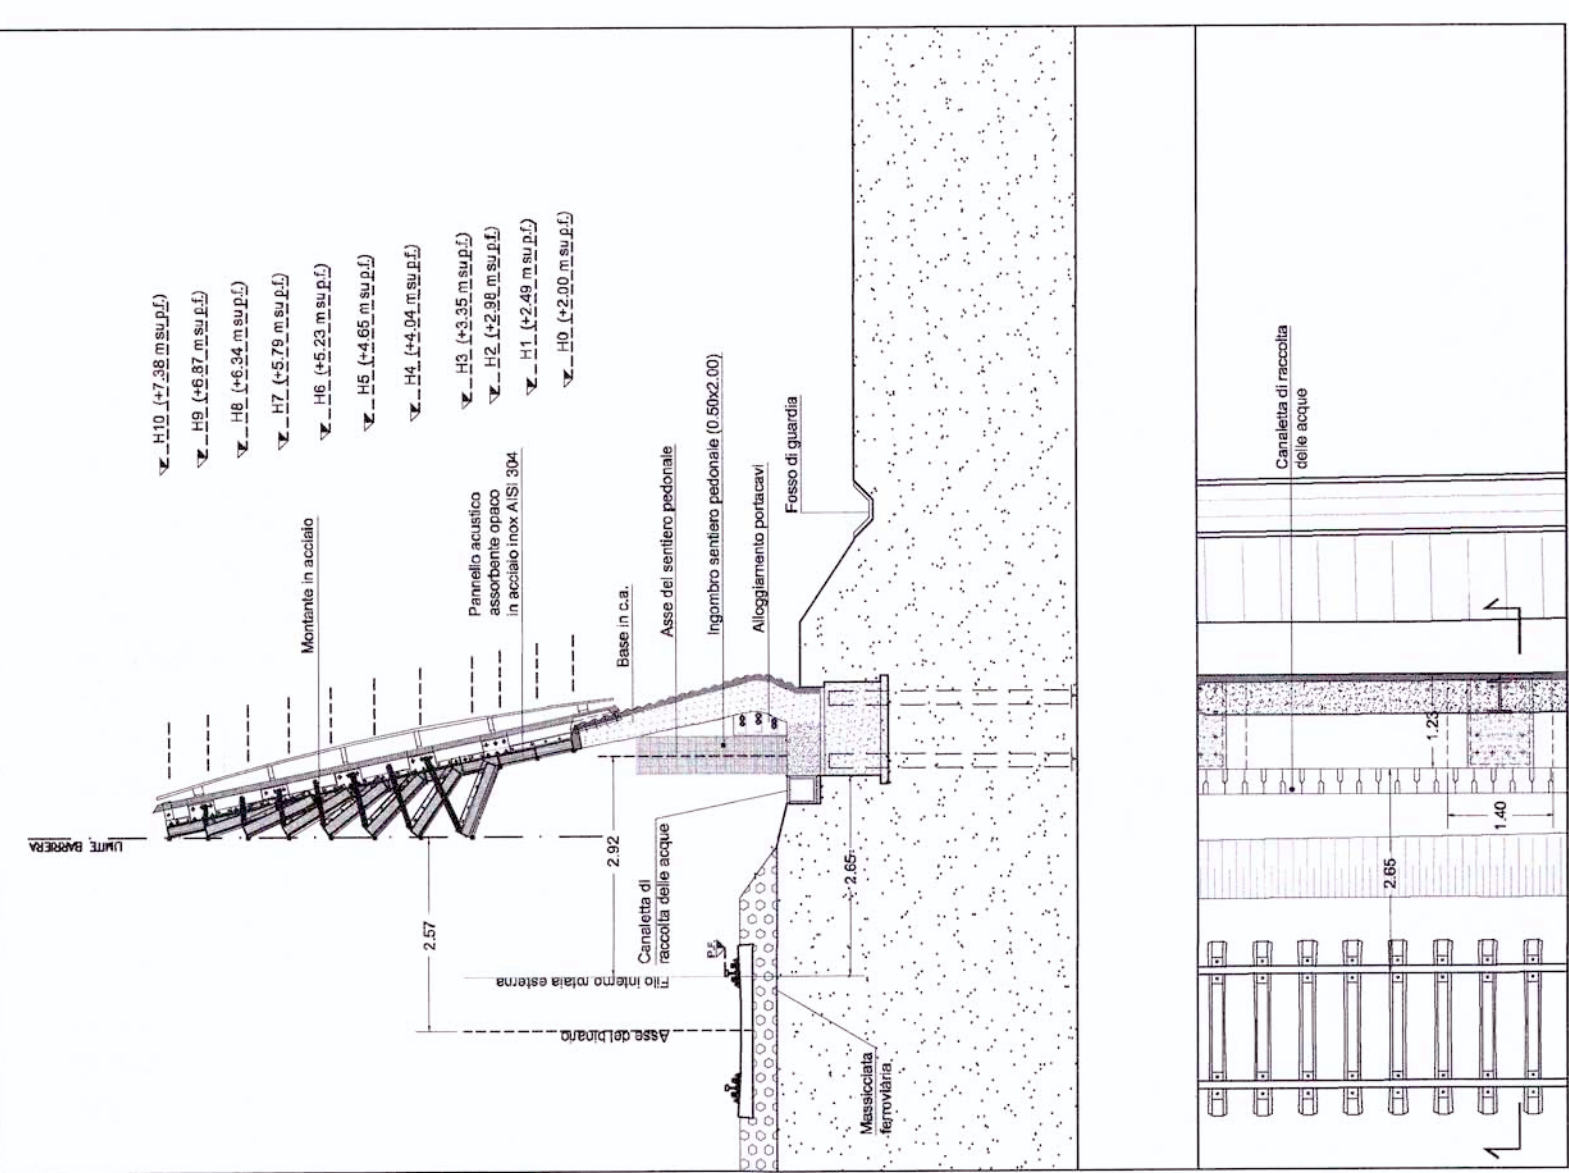 LIMITE BARRIERA
H10 (+7.38 m su p.f.)
H9 (+6.87 m su p.f.)
H8 (+6.34 m su p.f.)
H7 (+5.79 m su p.f.)
H6 (+5.23 m su p.f.)
H5 (+4.65 m su p.f.)
H4 (+4.04 m su p.f.)
H3 (+3.35 m su p.f.)
H2 (+2.98 m su p.f.)
H1 (+2.49 m su p.f.)
H0 (+2.00 m su p.f.)
Montante in acciaio
Pannello acustico
assorbente opaco
in acciaio inox AISI 304
Base in c.a.
Asse del sentiero pedonale
Ingombro sentiero pedonale (0.50x2.00)
Alloggiamento portacavi
Fosso di guardia
2.57
2.92
2.65
Canaletta di
raccolta delle acque
P.F.
Filo interno rotaia esterna
Asse del binario
Massicciata
ferroviaria
Canaletta di raccolta
delle acque
1.23
1.40
2.65